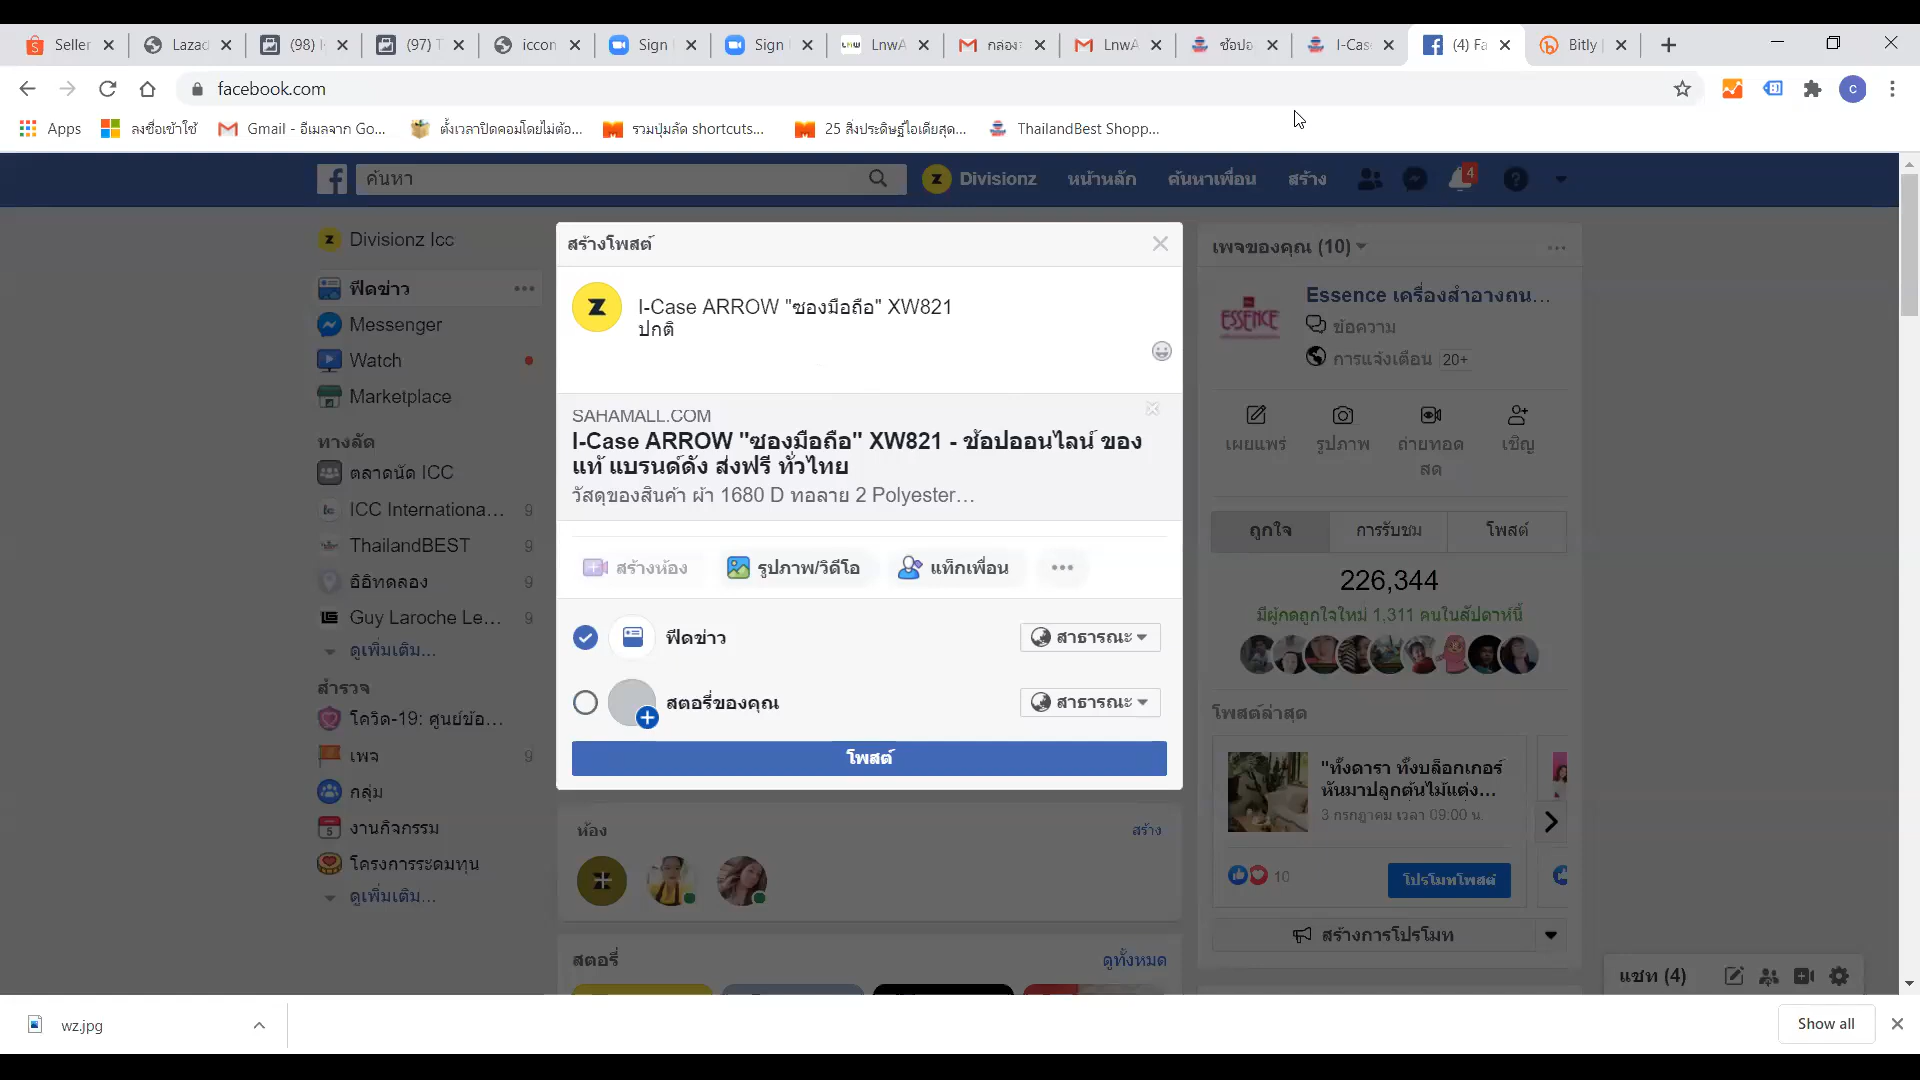 Seller
Lazad
(98)
(97) T
iccon
Sign
Sign
LnwA
กล่อง
LnwA
ช้อปอ
I-Cas
(4) Fa
Bitly
facebook.com
C
Apps
ลงชื่อเข้าใช้
Gmail - อีเมลจาก Go...
ตั้งเวลาปิดคอมโดยไม่ต้อ...
รวมปุ่มลัด shortcuts...
25 สิ่งประดิษฐ์ไอเดียสุด...
ThailandBest Shopp...
ค้นหา
Divisionz
หน้าหลัก
ค้นหาเพื่อน
สร้าง
4
Divisionz Icc
ฟีดข่าว
Messenger
Watch
Marketplace
ทางลัด
ตลาดนัด ICC
ICC Internationa... 9
ThailandBEST 9
อิอิทดลอง 9
Guy Laroche Le... 9
ดูเพิ่มเติม...
สำรวจ
โควิด-19: ศูนย์ข้อ...
เพจ 9
กลุ่ม
งานกิจกรรม
โครงการระดมทุน
ดูเพิ่มเติม...
สร้างโพสต์
I-Case ARROW "ซองมือถือ" XW821
ปกติ
SAHAMALL.COM
I-Case ARROW "ซองมือถือ" XW821 - ช้อปออนไลน์ ของ
แท้ แบรนด์ดัง ส่งฟรี ทั่วไทย
วัสดุของสินค้า ผ้า 1680 D ทอลาย 2 Polyester...
สร้างห้อง
รูปภาพ/วิดีโอ
แท็กเพื่อน
ฟีดข่าว
สาธารณะ
สตอรี่ของคุณ
สาธารณะ
โพสต์
ห้อง
สร้าง
สตอรี่
ดูทั้งหมด
เพจของคุณ (10)
ESSENCE
Essence เครื่องสำอางถน...
ข้อความ
การแจ้งเตือน 20+
เผยแพร่
รูปภาพ
ถ่ายทอด
สด
เชิญ
ถูกใจ
การรับชม
โพสต์
226,344
มีผู้กดถูกใจใหม่ 1,311 คนในสัปดาห์นี้
โพสต์ล่าสุด
"ทั้งดารา ทั้งบล็อกเกอร์
หันมาปลูกต้นไม้แต่ง...
3 กรกฎาคม เวลา 09:00 น.
10
โปรโมทโพสต์
สร้างการโปรโมท
แชท (4)
wz.jpg
Show all